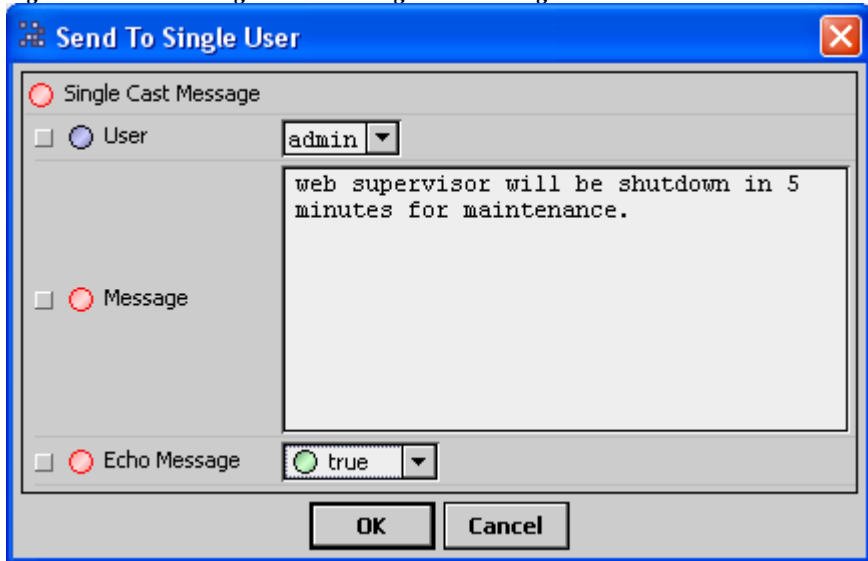 Send To Single User
Single Cast Message
User
admin
web supervisor will be shutdown in 5
minutes for maintenance.
Message
Echo Message
true
OK
Cancel